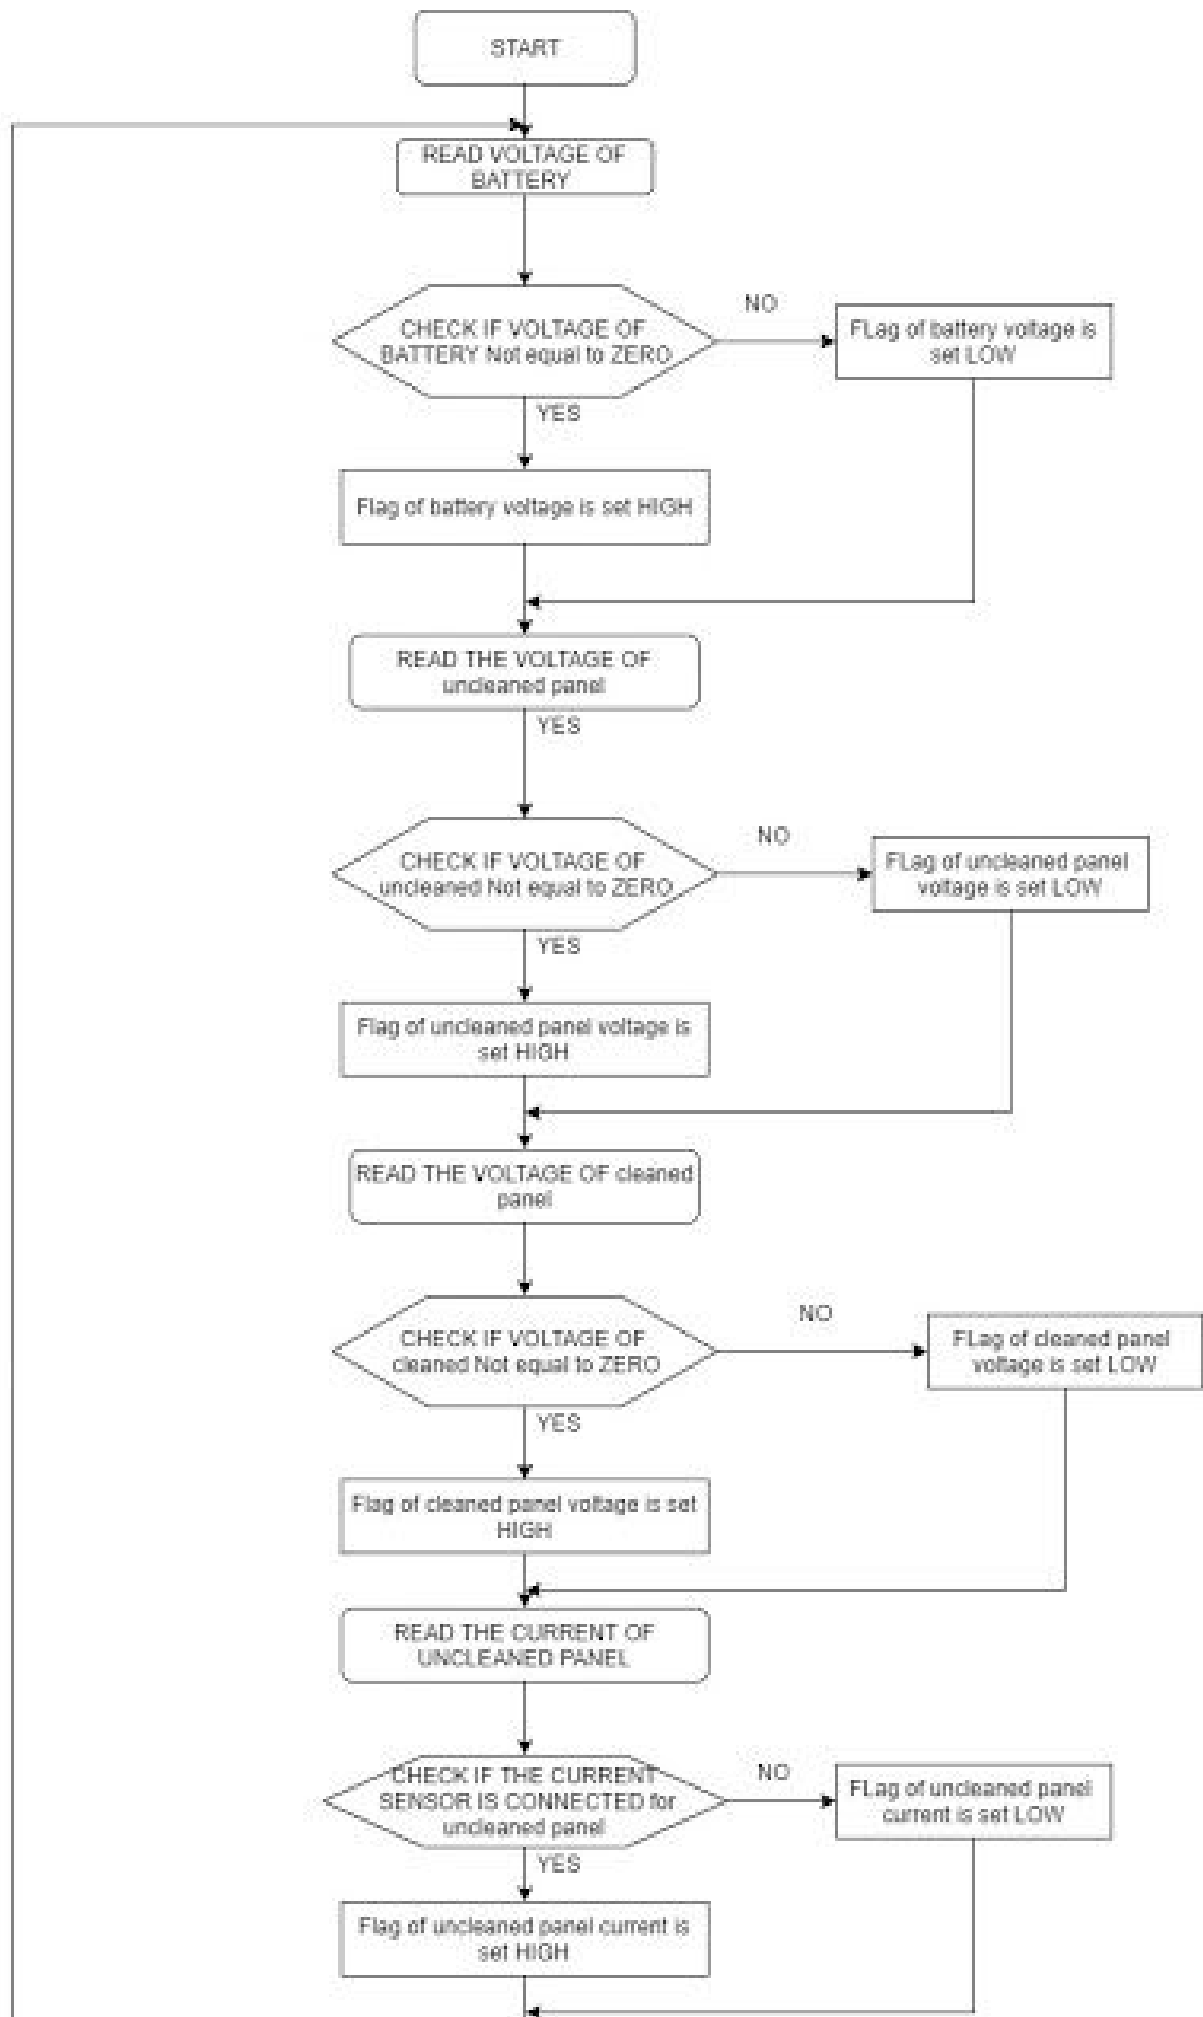 START
READ VOLTAGE OF
BATTERY
CHECK IF VOLTAGE OF
BATTERY Not equal to ZERO
NO
FLag of battery voltage is
set LOW
YES
Flag of battery voltage is set HIGH
READ THE VOLTAGE OF
uncleaned panel
YES
CHECK IF VOLTAGE OF
uncleaned Not equal to ZERO
NO
FLag of uncleaned panel
voltage is set LOW
YES
Flag of uncleaned panel voltage is
set HIGH
READ THE VOLTAGE OF cleaned
panel
CHECK IF VOLTAGE OF
cleaned Not equal to ZERO
NO
FLag of cleaned panel
voltage is set LOW
YES
Flag of cleaned panel voltage is set
HIGH
READ THE CURRENT OF
UNCLEANED PANEL
CHECK IF THE CURRENT
SENSOR IS CONNECTED for
uncleaned panel
NO
FLag of uncleaned panel
current is set LOW
YES
Flag of uncleaned panel current is
set HIGH